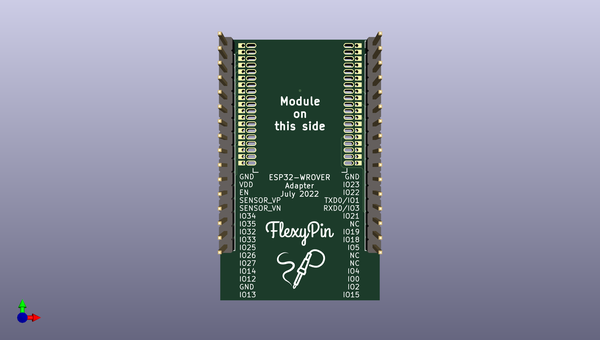 Module
on
this side
ESP32-WROVER
Adapter
July 2022
GND
VDD
EN
SENSOR_VP
SENSOR_VN
IO34
IO35
IO32
IO33
IO25
IO26
IO27
IO14
IO12
GND
IO13
GND
IO23
IO22
TXD0/IO1
RXD0/IO3
IO21
NC
IO19
IO18
IO5
NC
NC
IO4
IO0
IO2
IO15
FlexyPin